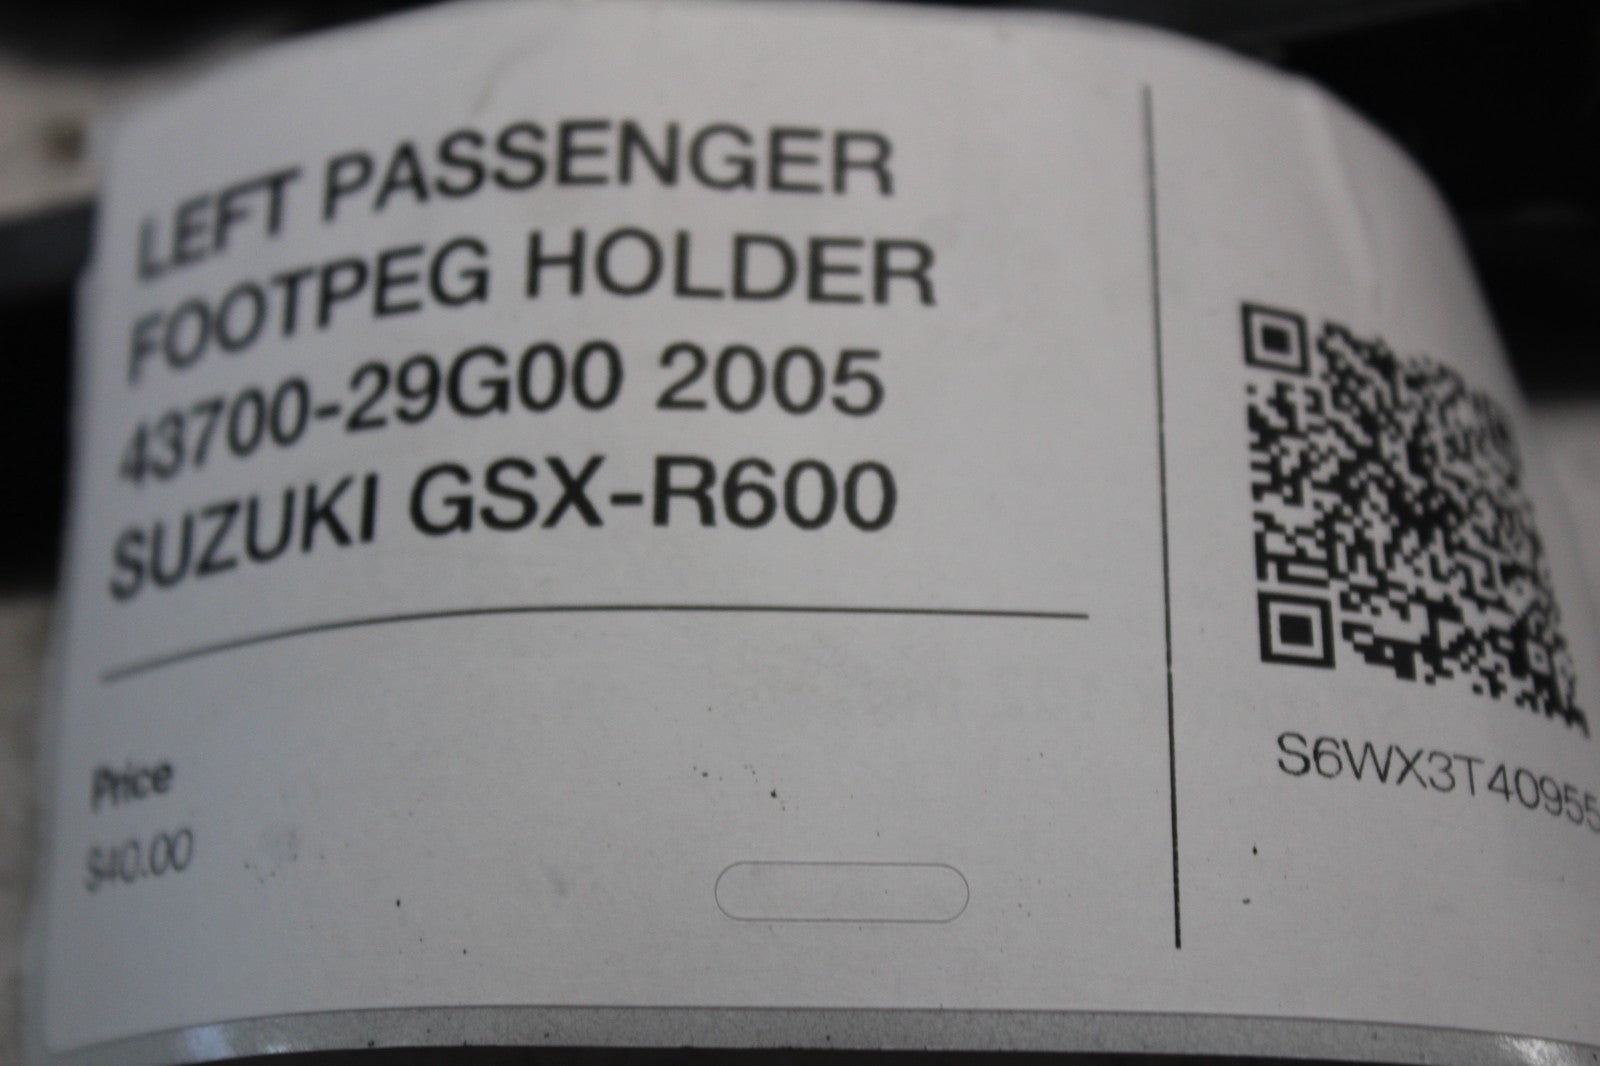 LEFT PASSENGER
FOOTPEG HOLDER
43700-29G00 2005
SUZUKI GSX-R600
Price
$40.00
S6WX3T40955